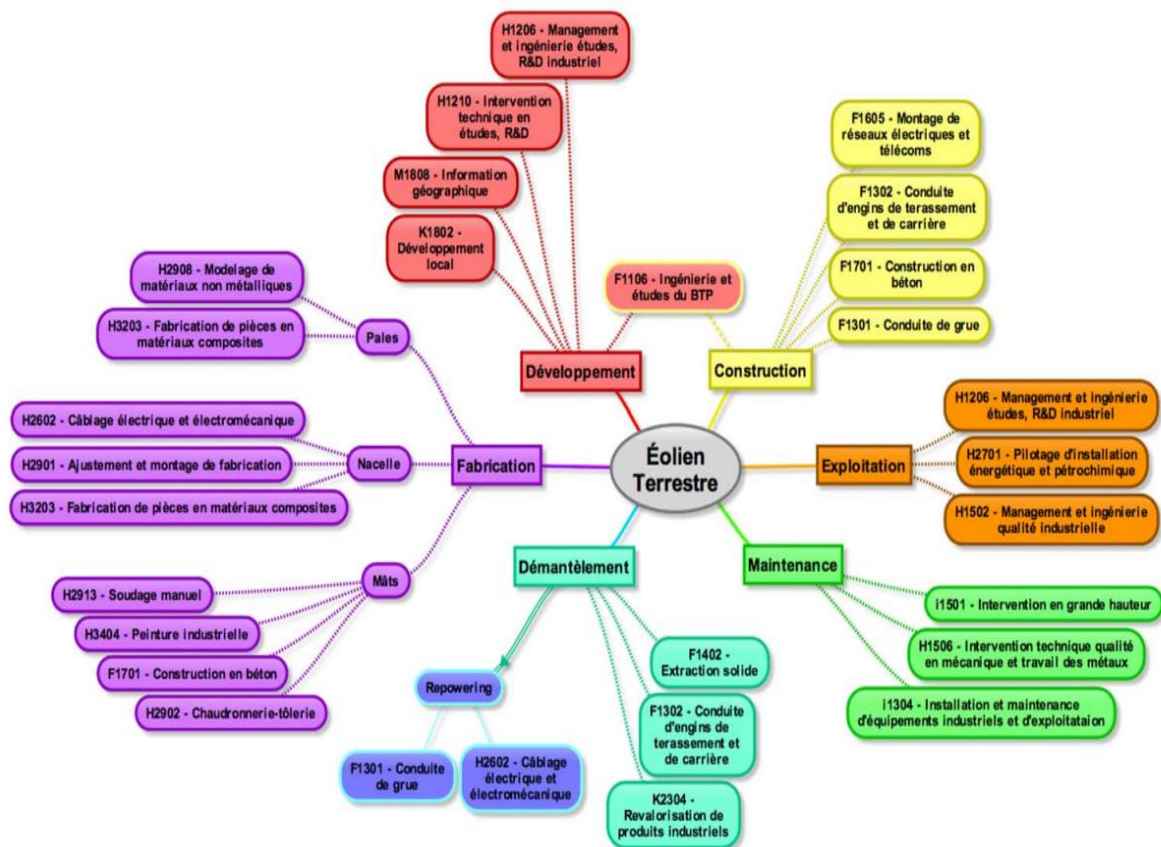 H1206 - Management
et ingénierie études,
R&D industriel
H1210 - Intervention
technique en
études, R&D
M1808 - Information
géographique
K1802 -
Développement
local
F1106 - Ingénierie et
études du BTP
Développement
F1605 - Montage de
réseaux électriques et
télécoms
F1302 - Conduite
d'engins de terassement
et de carrière
F1701 - Construction en
béton
F1301 - Conduite de grue
Construction
H2908 - Modelage de
matériaux non métalliques
H3203 - Fabrication de pièces en
matériaux composites
Pales
H2602 - Câblage électrique et électromécanique
H2901 - Ajustement et montage de fabrication
H3203 - Fabrication de pièces en matériaux composites
Nacelle
Fabrication
Éolien
Terrestre
Exploitation
H1206 - Management et ingénierie
études, R&D industriel
H2701 - Pilotage d'installation
énergétique et pétrochimique
H1502 - Management et ingénierie
qualité industrielle
Mâts
H2913 - Soudage manuel
H3404 - Peinture industrielle
F1701 - Construction en béton
H2902 - Chaudronnerie-tôlerie
Démantèlement
Repowering
F1301 - Conduite
de grue
H2602 - Câblage
électrique et
électromécanique
F1402 -
Extraction solide
F1302 - Conduite
d'engins de
terassement et
de carrière
K2304 -
Revalorisation de
produits industriels
Maintenance
i1501 - Intervention en grande hauteur
H1506 - Intervention technique qualité
en mécanique et travail des métaux
i1304 - Installation et maintenance
d'équipements industriels et d'exploitataion